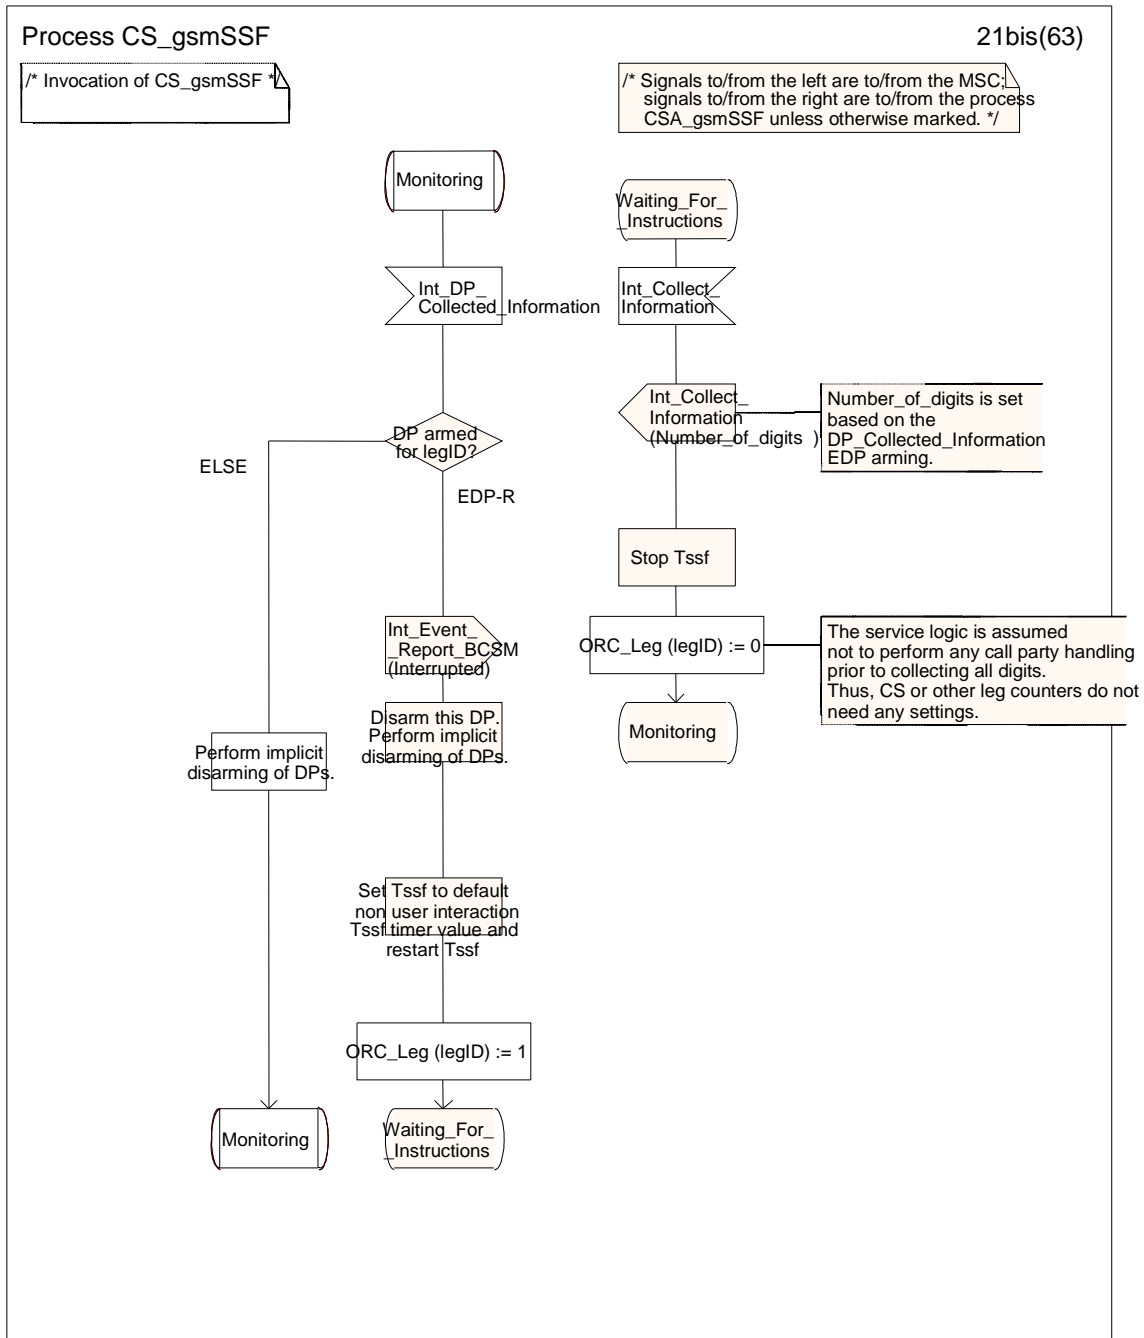 Process CS_gsmSSF
21bis(63)
/* Invocation of CS_gsmSSF *
/* Signals to/from the left are to/from the MSC;
signals to/from the right are to/from the process
CSA_gsmSSF unless otherwise marked. */
Monitoring
Waiting_For_
_Instructions
Int_DP_
Collected_Information
Int_Collect_
Information
DP armed
for legID?
ELSE
EDP-R
Int_Collect_
Information
(Number_of_digits )
Number_of_digits is set
based on the
DP_Collected_Information
EDP arming.
Stop Tssf
Int_Event_
_Report_BCSM
(Interrupted)
ORC_Leg (legID) := 0
The service logic is assumed
not to perform any call party handling
prior to collecting all digits.
Thus, CS or other leg counters do not
need any settings.
Disarm this DP.
Perform implicit
disarming of DPs.
Monitoring
Perform implicit
disarming of DPs.
Set Tssf to default
non user interaction
Tssf timer value and
restart Tssf
ORC_Leg (legID) := 1
Monitoring
Waiting_For_
_Instructions